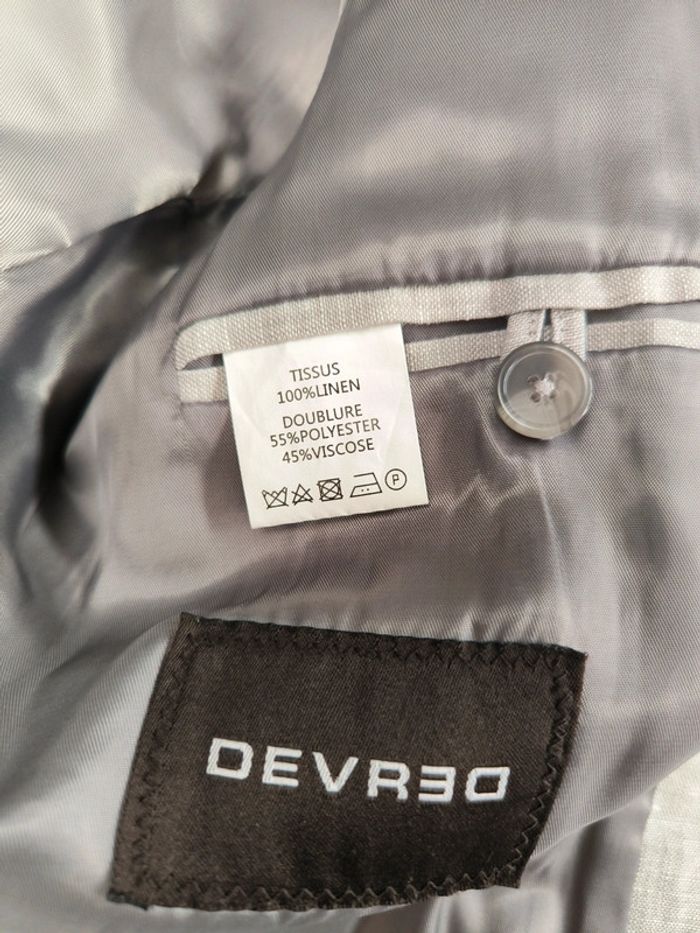 TISSUS
100%LINEN
DOUBLURE
55%POLYESTER
45%VISCOSE
P
DEVRED